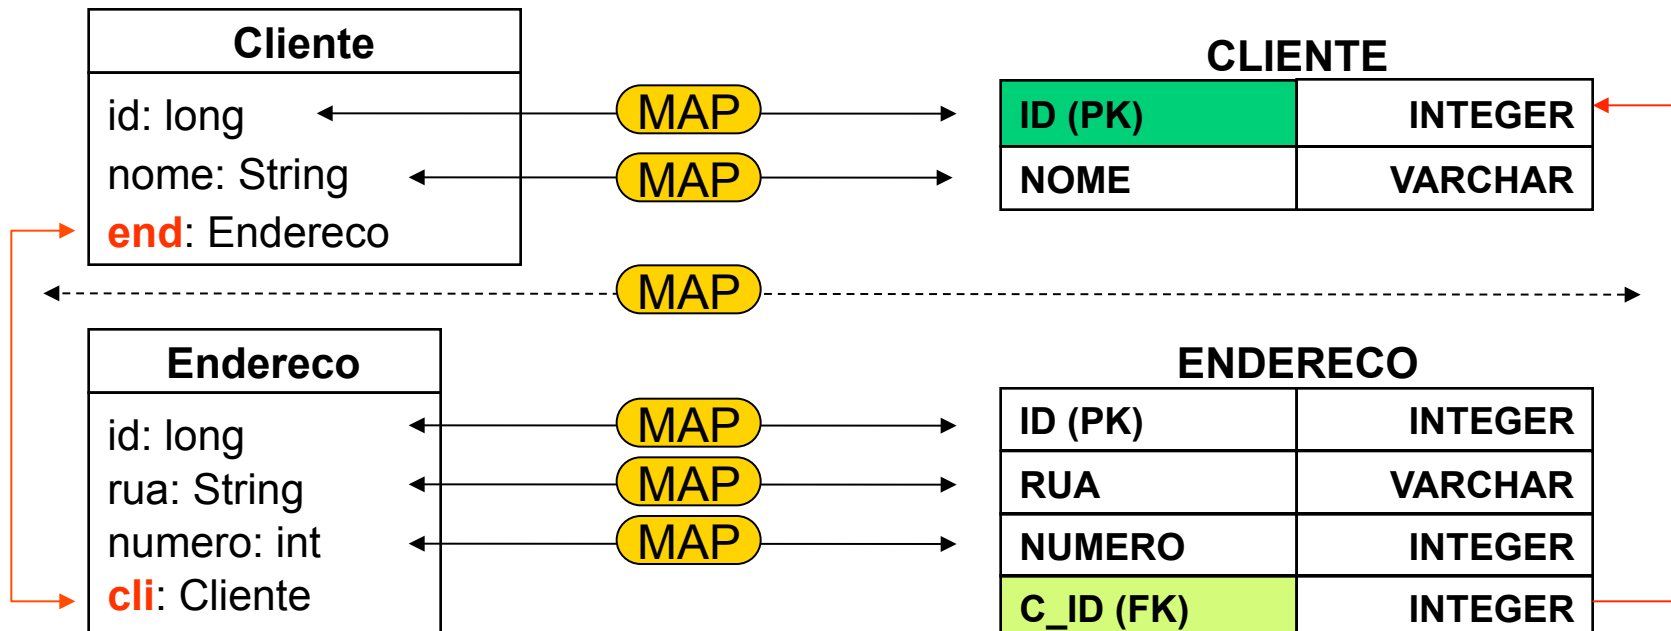 Cliente
CLIENTE
id: long MAP ID (PK) INTEGER
nome: String MAP NOME VARCHAR
end: Endereco
MAP
Endereco
ENDERECO
id: long MAP ID (PK) INTEGER
rua: String MAP RUA VARCHAR
numero: int MAP NUMERO INTEGER
cli: Cliente C_ID (FK) INTEGER